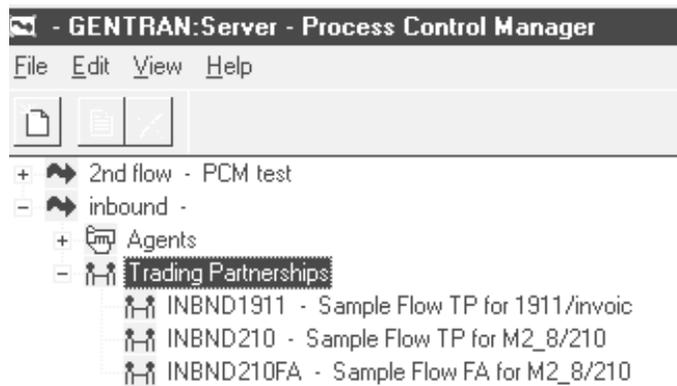 - GENTRAN:Server - Process Control Manager
File Edit View Help
2nd flow - PCM test
inbound -
Agents
Trading Partnerships
INBND1911 - Sample Flow TP for 1911/invoic
INBND210 - Sample Flow TP for M2_8/210
INBND210FA - Sample Flow FA for M2_8/210